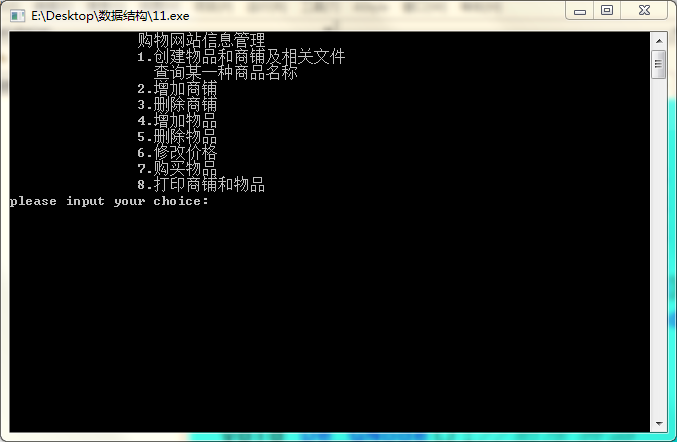 E:\Desktop\数据结构\11.exe
购物网站信息管理
1.创建物品和商铺及相关文件
查询某一种商品名称
2.增加商铺
3.删除商铺
4.增加物品
5.删除物品
6.修改价格
7.购买物品
8.打印商铺和物品
please input your choice: